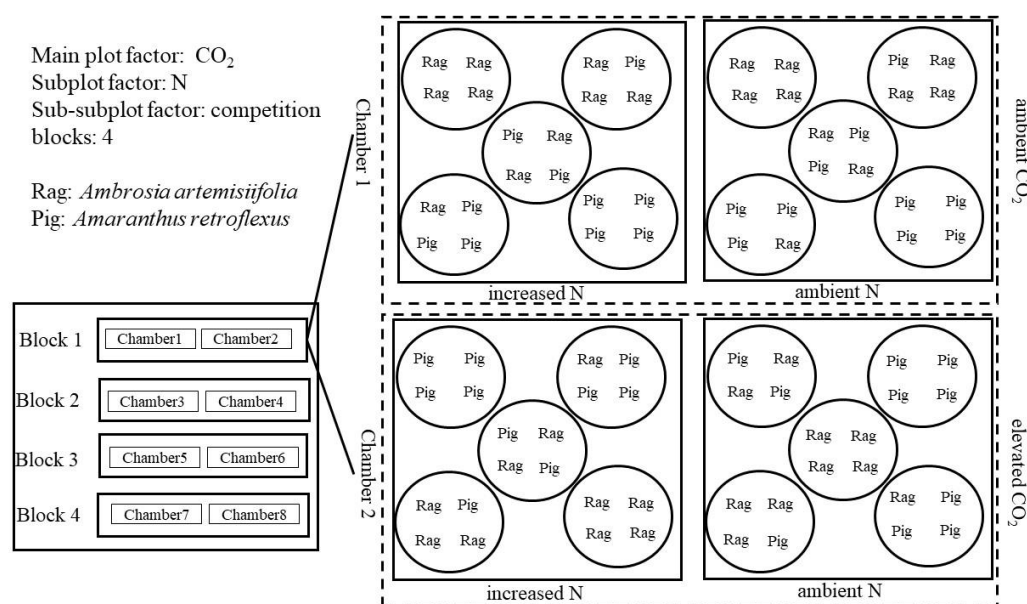 Main plot factor: CO₂
Subplot factor: N
Sub-subplot factor: competition
blocks: 4
Rag: Ambrosia artemisiifolia
Pig: Amaranthus retroflexus
Block 1
Chamber1 Chamber2
Block 2
Chamber3 Chamber4
Block 3
Chamber5 Chamber6
Block 4
Chamber7 Chamber8
Chamber 1
Rag Rag
Rag Rag
Rag Pig
Rag Rag
Pig Rag
Rag Pig
Rag Pig
Pig Pig
Pig Pig
Pig Pig
increased N
Rag Rag
Rag Rag
Pig Rag
Rag Rag
Rag Pig
Pig Rag
Pig Pig
Pig Rag
Pig Pig
Pig Pig
ambient N
ambient CO₂
Chamber 2
Pig Pig
Pig Pig
Rag Pig
Pig Pig
Pig Rag
Rag Pig
Rag Pig
Rag Rag
Rag Rag
Rag Rag
increased N
Pig Rag
Rag Pig
Pig Pig
Pig Pig
Rag Rag
Rag Rag
Rag Rag
Rag Pig
Rag Pig
Pig Pig
ambient N
elevated CO₂